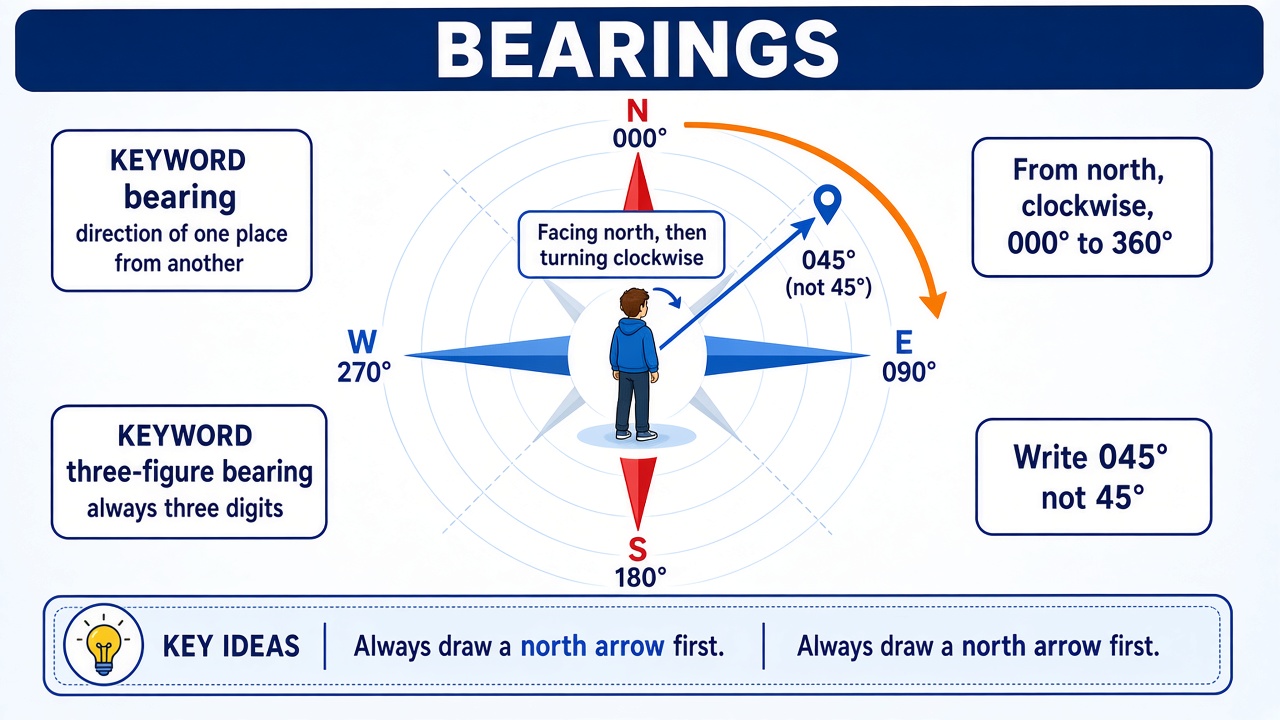 BEARINGS
KEYWORD
bearing
direction of one place
from another
KEYWORD
three-figure bearing
always three digits
N
000°
Facing north, then
turning clockwise
045°
(not 45°)
W
270°
E
090°
S
180°
From north,
clockwise,
000° to 360°
Write 045°
not 45°
KEY IDEAS
Always draw a north arrow first.
Always draw a north arrow first.